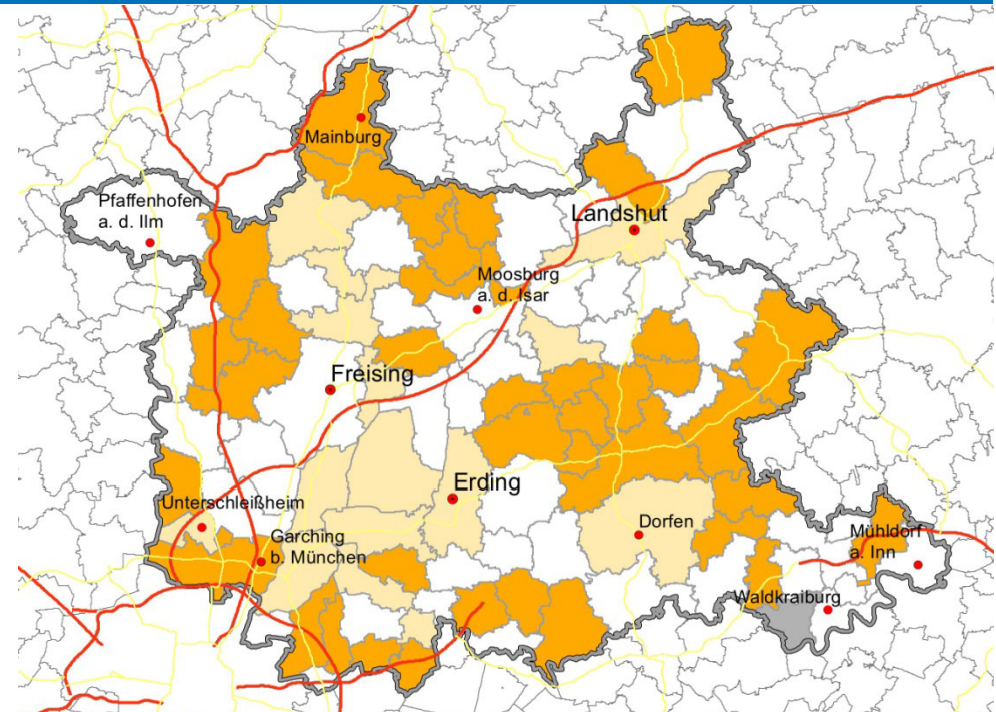 Mainburg
Pfaffenhofen
a. d. Ilm
Landshut
Moosburg
a. d. Isar
Freising
Erding
Unterschleißheim
Garching
b. München
Dorfen
Mühldorf
a. Inn
Waldkraiburg